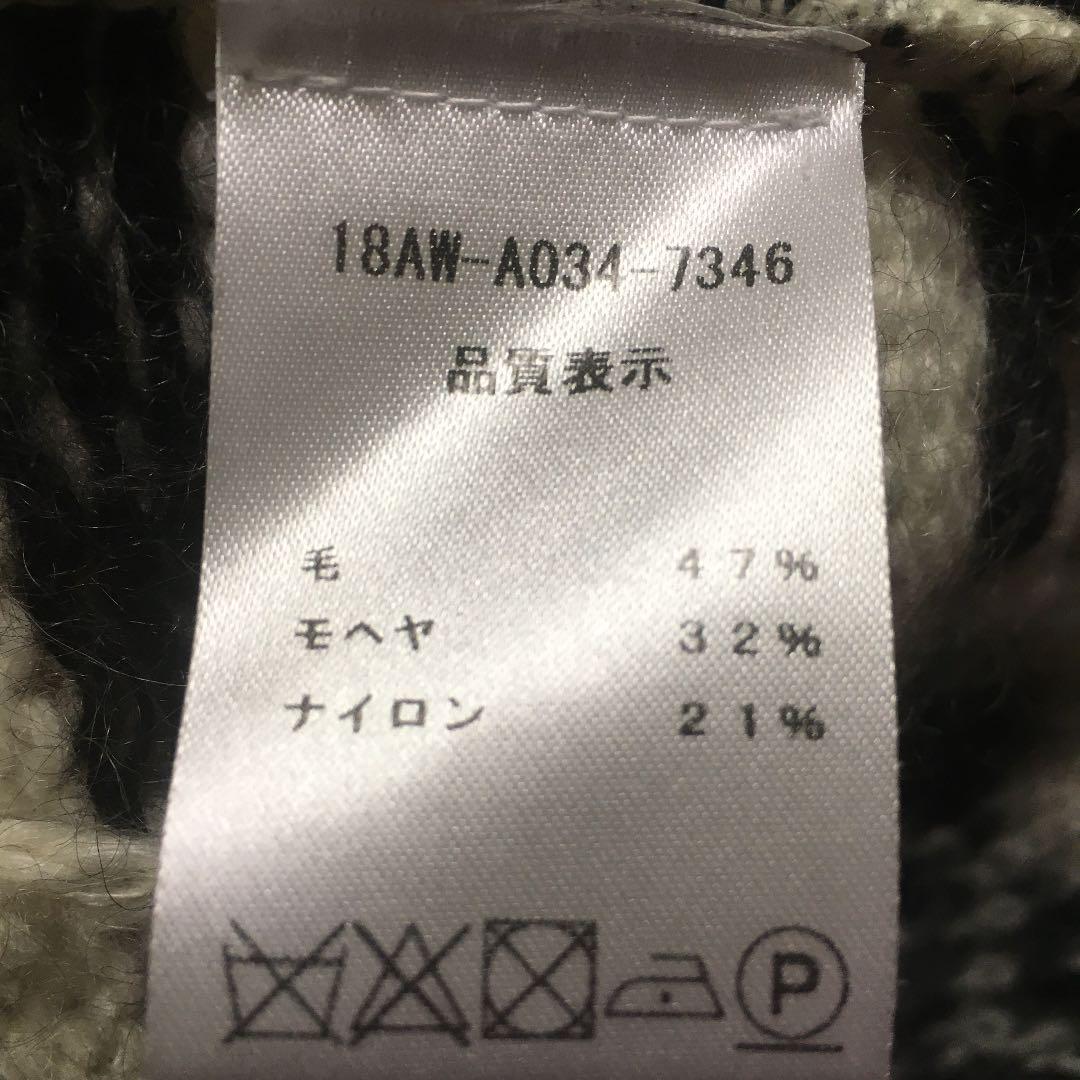 18AW-A034-7346
品質表示
毛 47%
モヘヤ 32%
ナイロン 21%
P